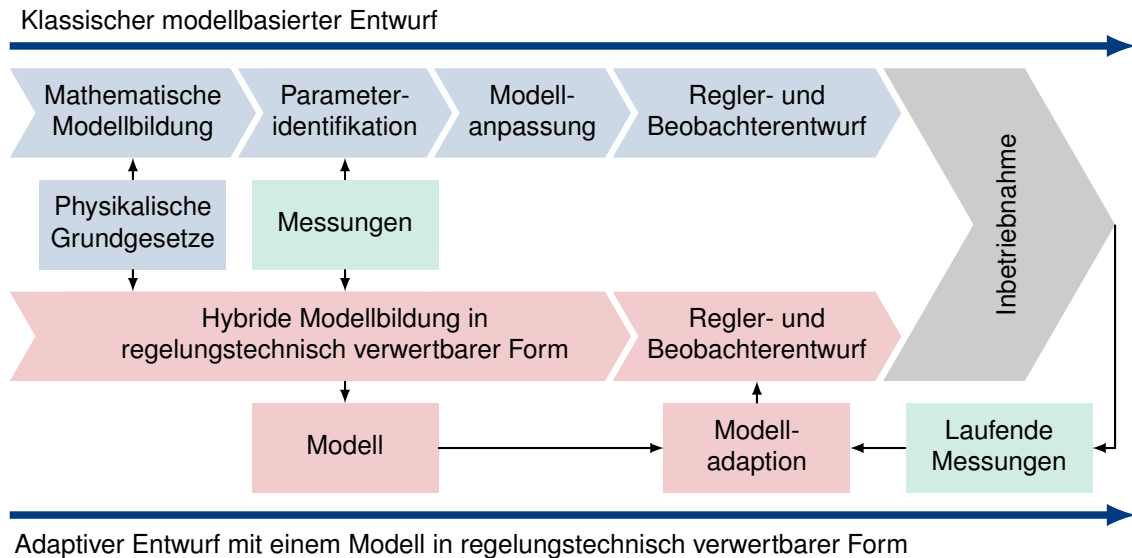 Klassischer modellbasierter Entwurf
Mathematische
Modellbildung
Parameter-
identifikation
Modell-
anpassung
Regler- und
Beobachterentwurf
Inbetriebnahme
Physikalische
Grundgesetze
Messungen
Hybride Modellbildung in
regelungstechnisch verwertbarer Form
Regler- und
Beobachterentwurf
Modell
Modell-
adaption
Laufende
Messungen
Adaptiver Entwurf mit einem Modell in regelungstechnisch verwertbarer Form